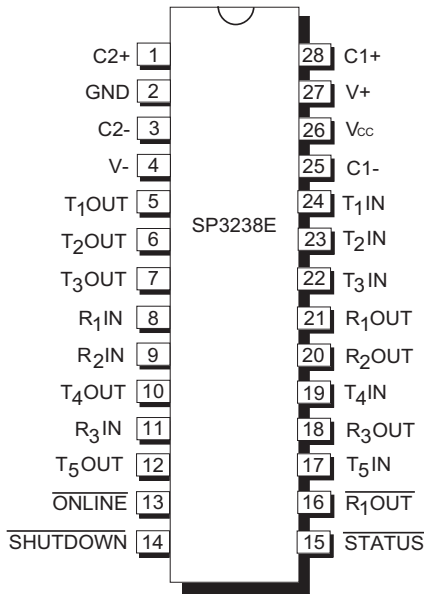 C2+ 1 28 C1+
GND 2 27 V+
C2- 3 26 Vcc
V- 4 25 C1-
T1OUT 5 24 T1IN
SP3238E
T2OUT 6 23 T2IN
T3OUT 7 22 T3IN
R1IN 8 21 R1OUT
R2IN 9 20 R2OUT
T4OUT 10 19 T4IN
R3IN 11 18 R3OUT
T5OUT 12 17 T5IN
ONLINE 13 16 R1OUT
SHUTDOWN 14 15 STATUS